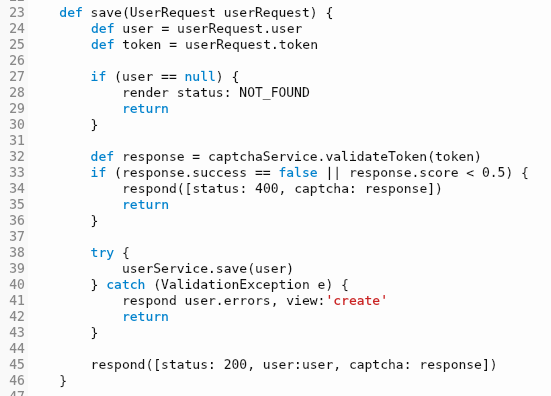 23    def save(UserRequest userRequest) {
24        def user = userRequest.user
25        def token = userRequest.token
26
27        if (user == null) {
28            render status: NOT_FOUND
29            return
30        }
31
32        def response = captchaService.validateToken(token)
33        if (response.success == false || response.score < 0.5) {
34            respond([status: 400, captcha: response])
35            return
36        }
37
38        try {
39            userService.save(user)
40        } catch (ValidationException e) {
41            respond user.errors, view:'create'
42            return
43        }
44
45        respond([status: 200, user:user, captcha: response])
46    }